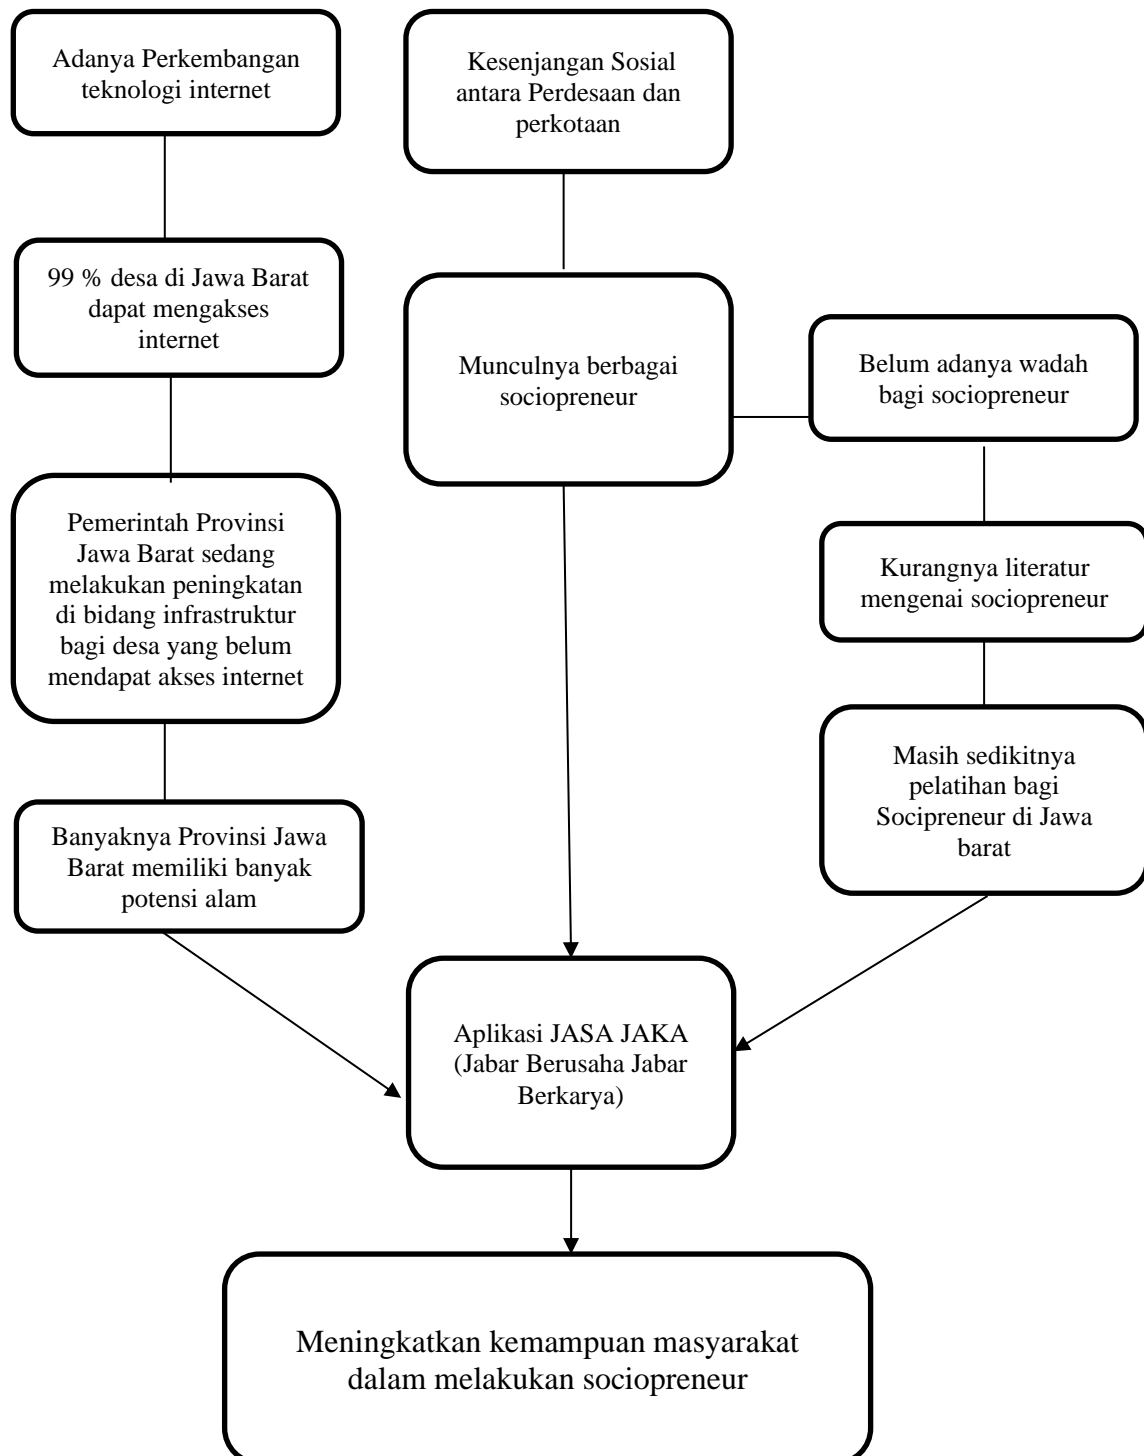 Adanya Perkembangan
teknologi internet
Kesenjangan Sosial
antara Perdesaan dan
perkotaan
99 % desa di Jawa Barat
dapat mengakses
internet
Munculnya berbagai
sociopreneur
Belum adanya wadah
bagi sociopreneur
Pemerintah Provinsi
Jawa Barat sedang
melakukan peningkatan
di bidang infrastruktur
bagi desa yang belum
mendapat akses internet
Kurangnya literatur
mengenai sociopreneur
Masih sedikitnya
pelatihan bagi
Socipreneur di Jawa
barat
Banyaknya Provinsi Jawa
Barat memiliki banyak
potensi alam
Aplikasi JASA JAKA
(Jabar Berusaha Jabar
Berkarya)
Meningkatkan kemampuan masyarakat
dalam melakukan sociopreneur